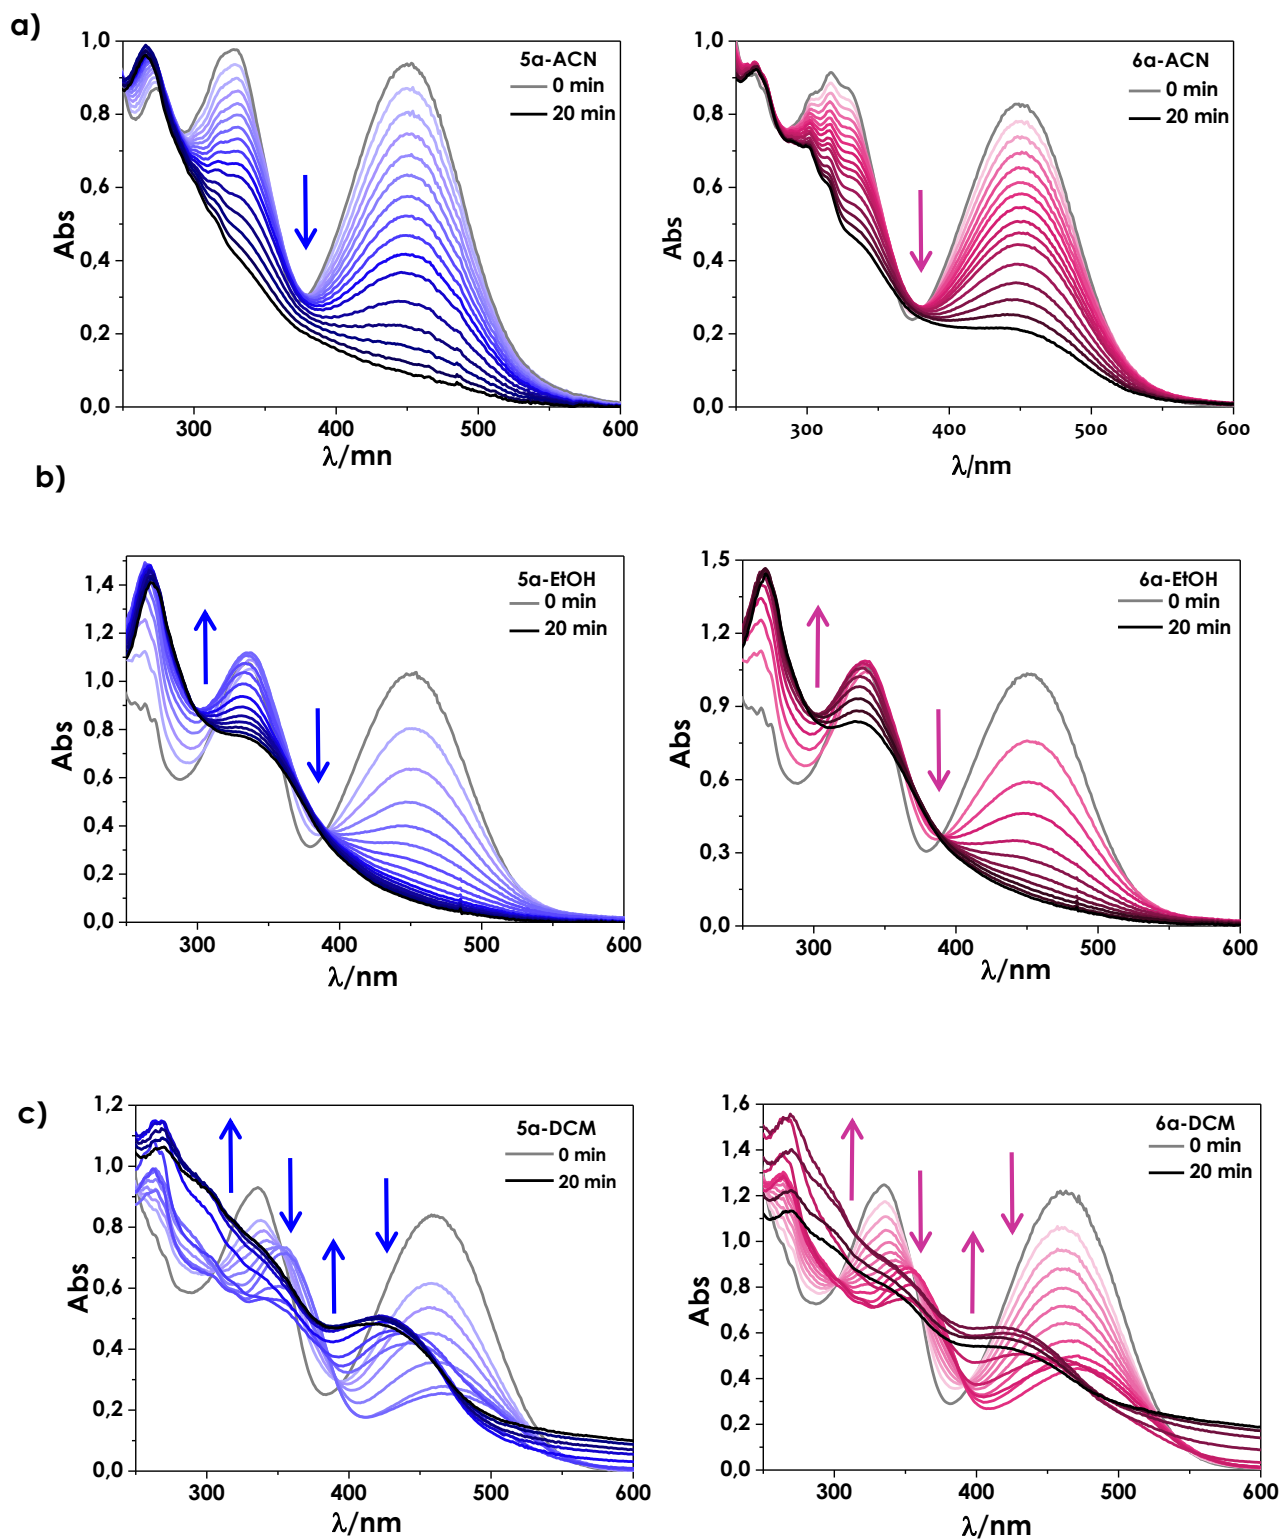 a)
5a-ACN
0 min
20 min
1,0
0,8
0,6
0,4
0,2
0,0
Abs
300 400 500 600
λ/mn
6a-ACN
0 min
20 min
1,0
0,8
0,6
0,4
0,2
0,0
Abs
300 400 500 600
λ/nm
b)
5a-EtOH
0 min
20 min
1,4
1,2
1,0
0,8
0,6
0,4
0,2
0,0
Abs
300 400 500 600
λ/nm
6a-EtOH
0 min
20 min
1,5
1,2
0,9
0,6
0,3
0,0
Abs
300 400 500 600
λ/nm
c)
5a-DCM
0 min
20 min
1,2
1,0
0,8
0,6
0,4
0,2
0,0
Abs
300 400 500 600
λ/nm
6a-DCM
0 min
20 min
1,6
1,4
1,2
1,0
0,8
0,6
0,4
0,2
0,0
Abs
300 400 500 600
λ/nm